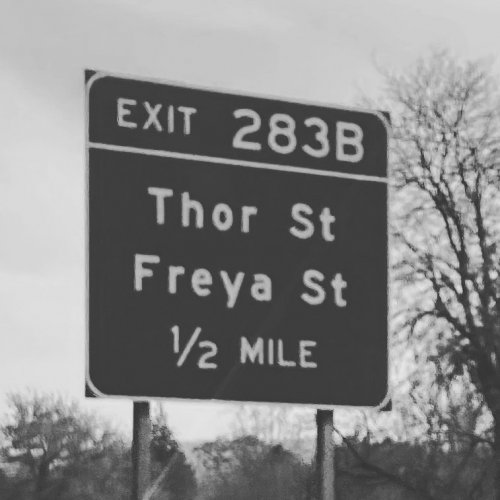 EXIT 283B
Thor St
Freya St
1/2 MILE